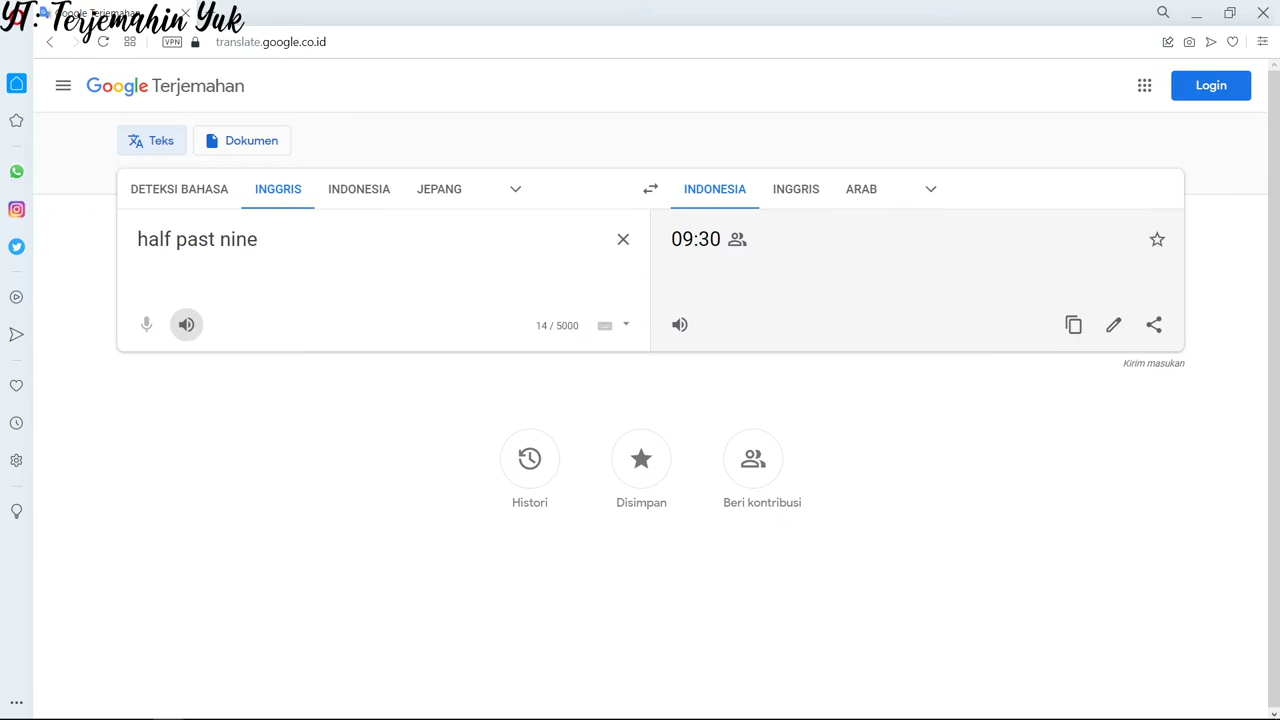 YT: Terjemahin Yuk
VPN
translate.google.co.id
Google Terjemahan
Login
Teks
Dokumen
DETEKSI BAHASA
INGGRIS
INDONESIA
JEPANG
INDONESIA
INGGRIS
ARAB
half past nine
09:30
14 / 5000
Kirim masukan
Histori
Disimpan
Beri kontribusi